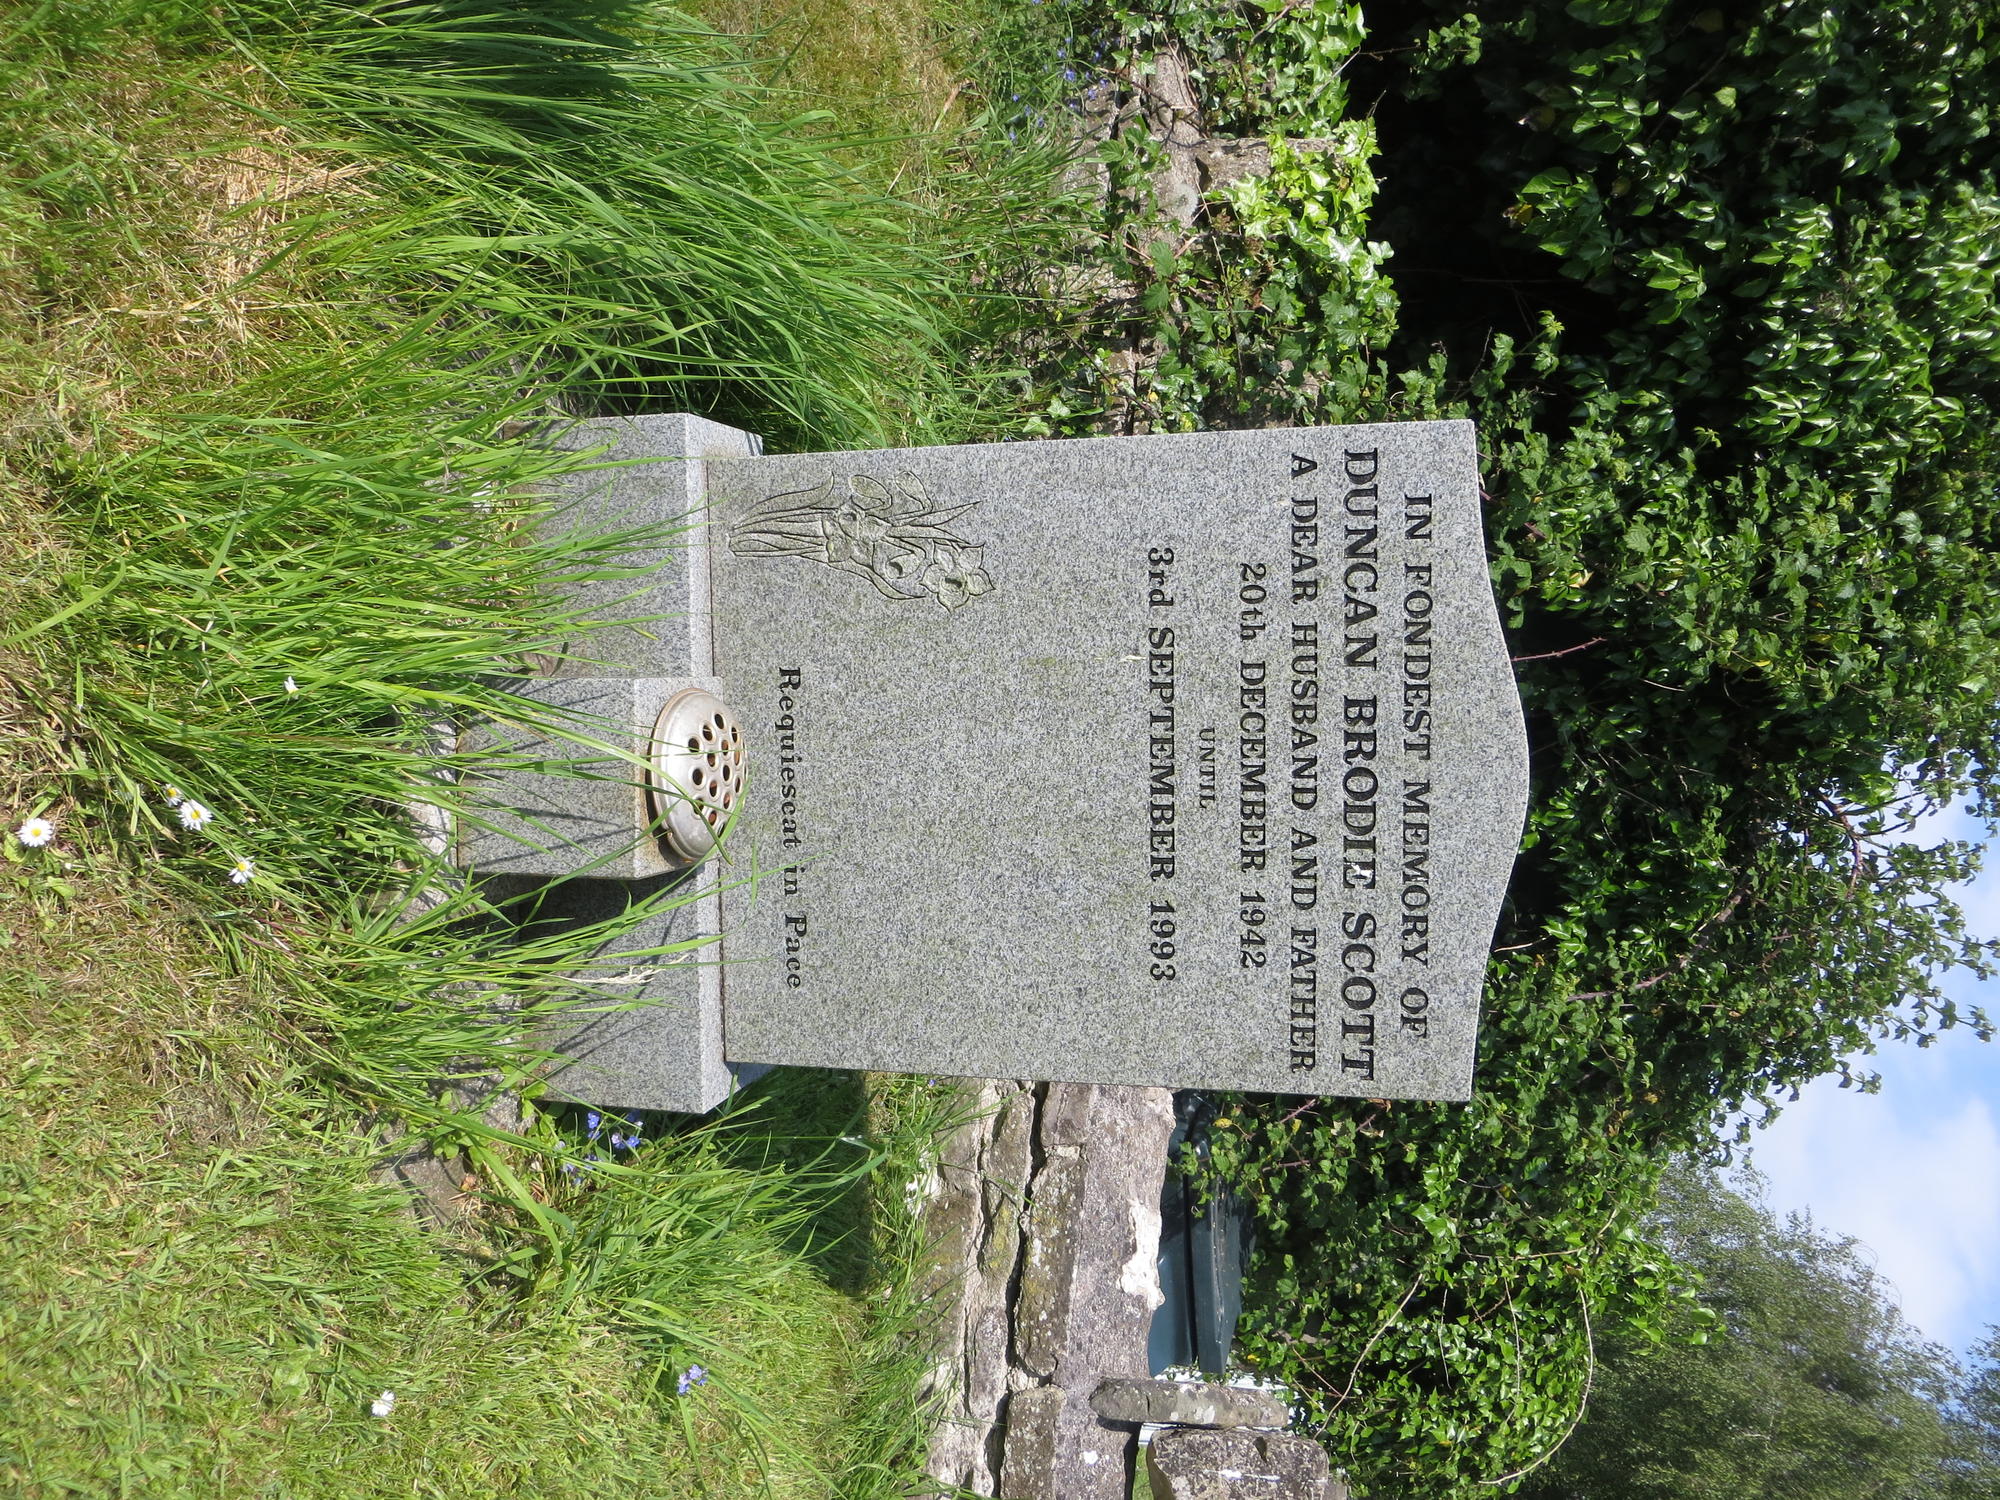 IN FONDEST MEMORY OF
DUNCAN BRODIE SCOTT
A DEAR HUSBAND AND FATHER
20th DECEMBER 1942
UNTIL
3rd SEPTEMBER 1993
Requiescat in Pace